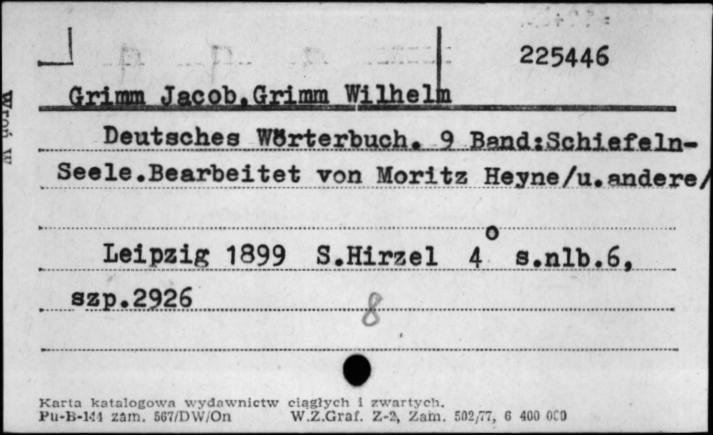 225446
Grimm Jacob,Grimm Wilhelm
Deutsches Wörterbuch. 9 Band:Schiefeln-
Seele.Bearbeitet von Moritz Heyne/u.andere/
Leipzig 1899 S.Hirzel 4° s.nlb.6,
szp.2926
8
Karta katalogowa wydawnictw ciągłych i zwartych.
Pu-B-141 zam. 567/DW/On W.Z.Graf. Z-2, Zam. 502/77, 6 400 000